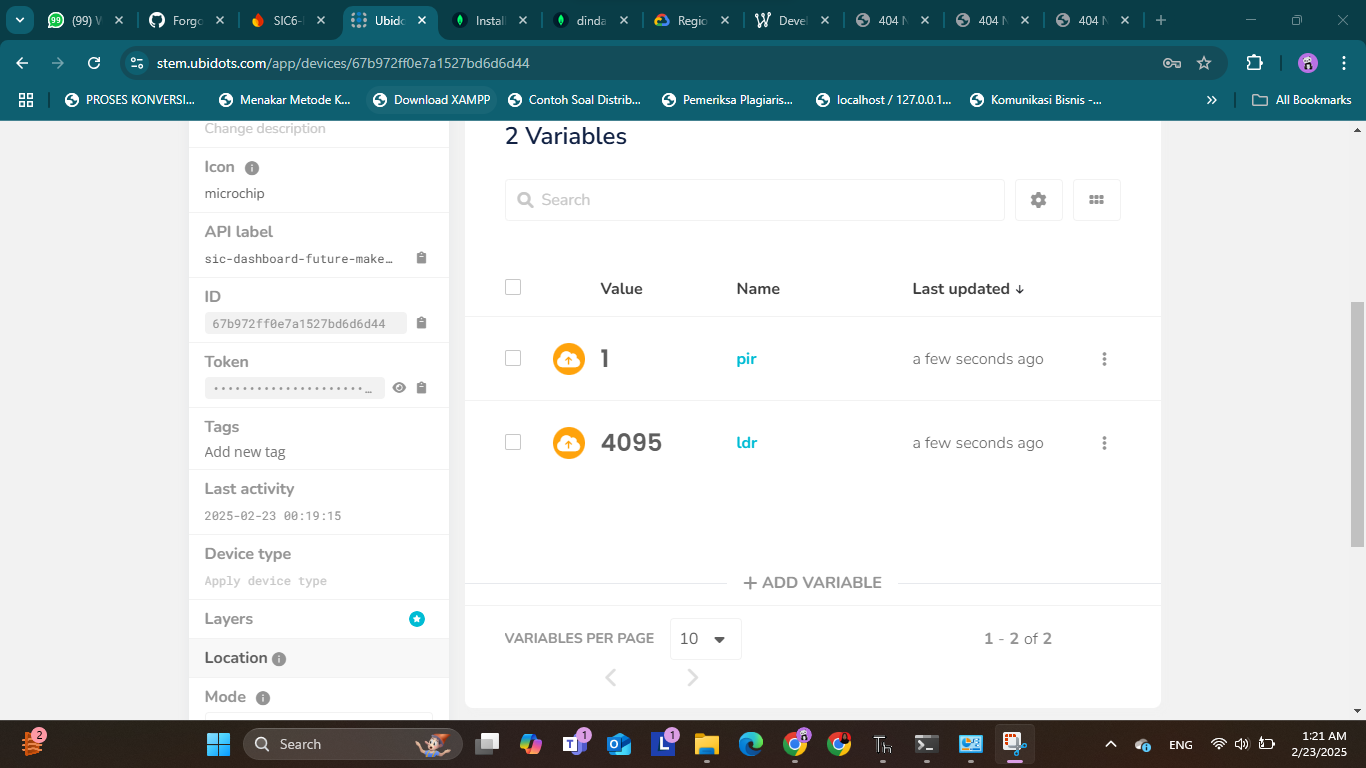 (99) W
Forgo
SIC6-
Ubido
Install
dinda
Regio
Devel
404 N
404 N
404 N
stem.ubidots.com/app/devices/67b972ff0e7a1527bd6d6d44
PROSES KONVERSI...
Menakar Metode K...
Download XAMPP
Contoh Soal Distrib...
Pemeriksa Plagiaris...
localhost / 127.0.0.1...
Komunikasi Bisnis -...
»
All Bookmarks
Change description
Icon
microchip
API label
sic-dashboard-future-make…
ID
67b972ff0e7a1527bd6d6d44
Token
•••••••••••••••••••••…
Tags
Add new tag
Last activity
2025-02-23 00:19:15
Device type
Apply device type
Layers
Location
Mode
2 Variables
Search
Value Name Last updated ↓
1 pir a few seconds ago
4095 ldr a few seconds ago
+ ADD VARIABLE
VARIABLES PER PAGE 10 1 - 2 of 2
2
Search
1
1
ENG
1:21 AM
2/23/2025